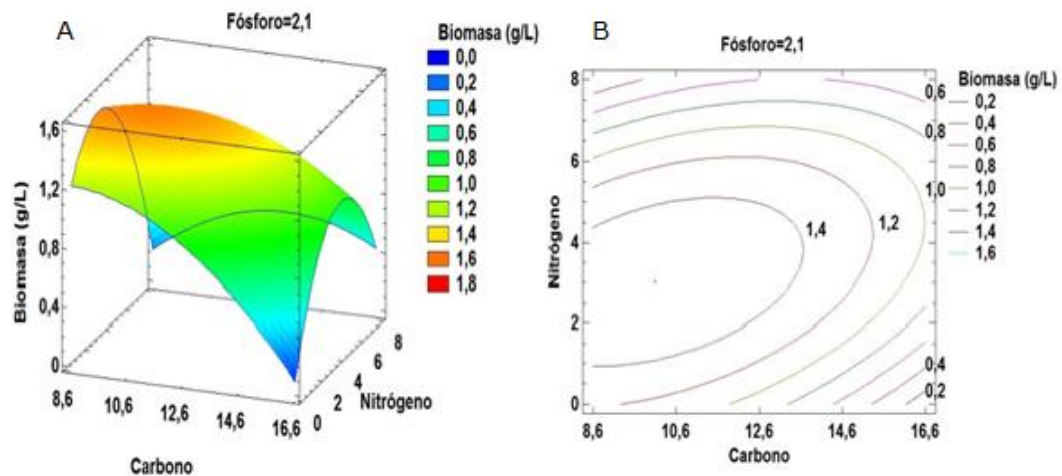 A
Fósforo=2,1
Biomasa (g/L)
0,0
0,2
0,4
0,6
0,8
1,0
1,2
1,4
1,6
1,8
Biomasa (g/L)
1,6
1,2
0,8
0,4
0
8,6 10,6 12,6 14,6 16,6
Carbono
0 2 4 6 8
Nitrógeno
B
Fósforo=2,1
Biomasa (g/L)
0,2
0,4
0,6
0,8
1,0
1,2
1,4
1,6
Nitrógeno
8
6
4
2
0
0,6
0,8
1,0
1,2
1,4
0,4
0,2
8,6 10,6 12,6 14,6 16,6
Carbono